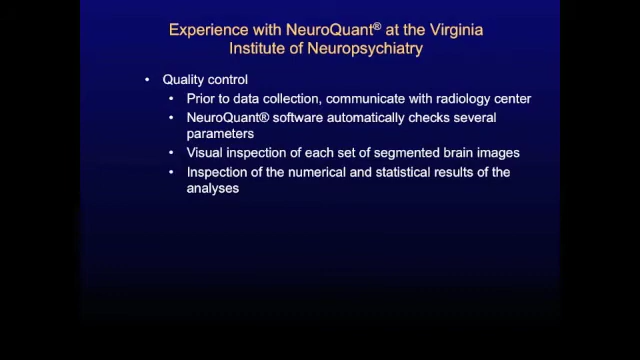 Experience with NeuroQuant® at the Virginia
Institute of Neuropsychiatry
• Quality control
• Prior to data collection, communicate with radiology center
• NeuroQuant® software automatically checks several
parameters
• Visual inspection of each set of segmented brain images
• Inspection of the numerical and statistical results of the
analyses